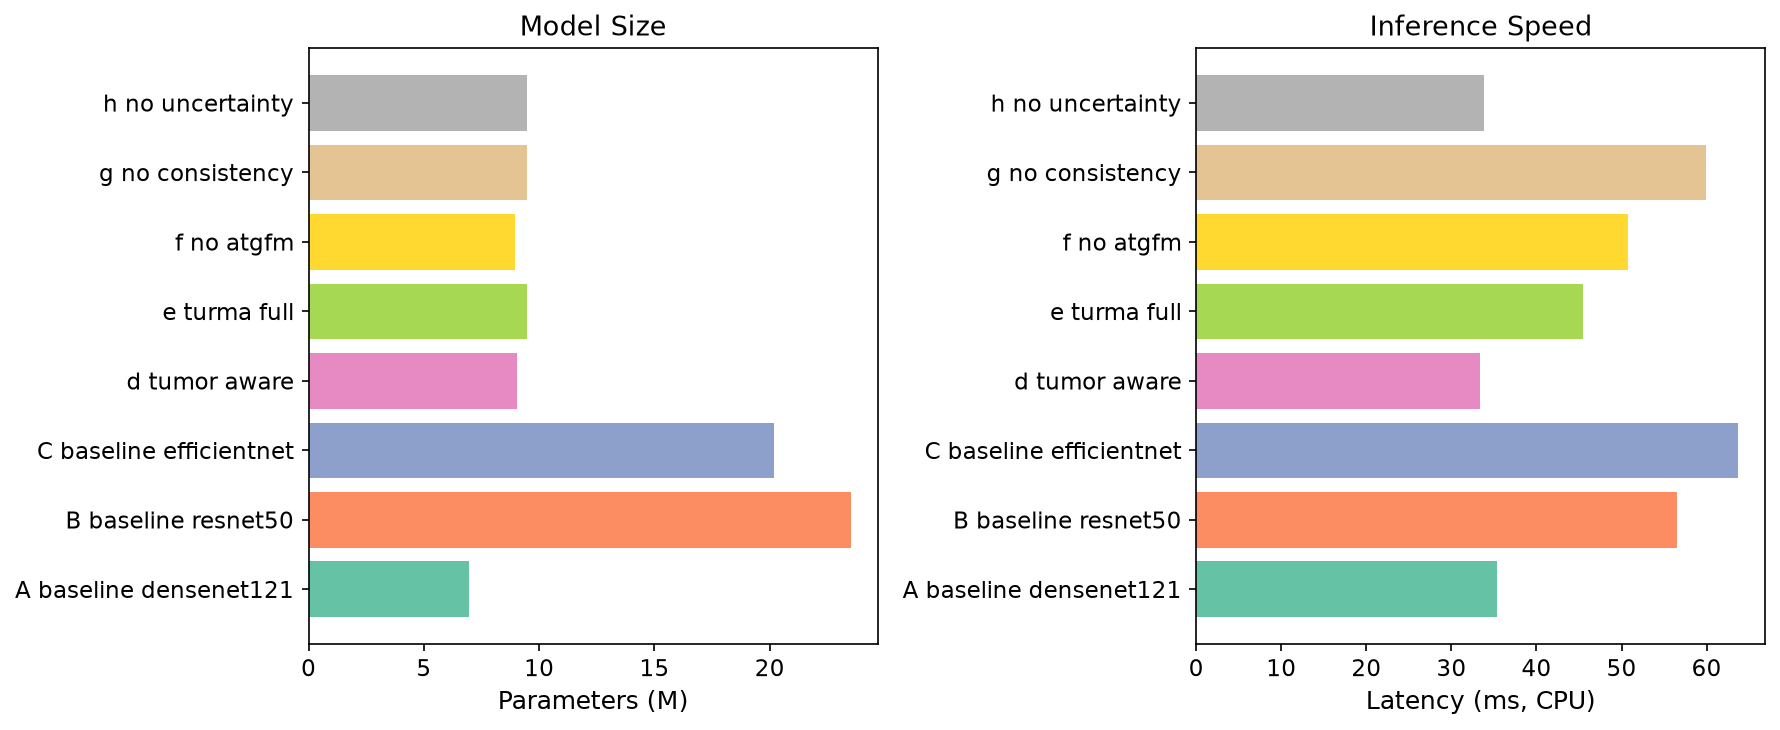 Model Size
h no uncertainty
g no consistency
f no atgfm
e turma full
d tumor aware
C baseline efficientnet
B baseline resnet50
A baseline densenet121
0 5 10 15 20
Parameters (M)
Inference Speed
h no uncertainty
g no consistency
f no atgfm
e turma full
d tumor aware
C baseline efficientnet
B baseline resnet50
A baseline densenet121
0 10 20 30 40 50 60
Latency (ms, CPU)